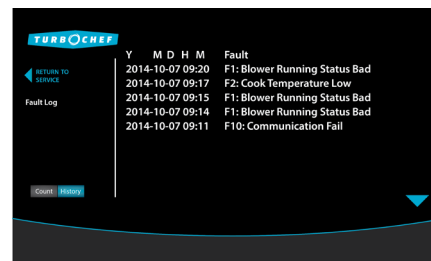 TURBOCHEF
Y M D H M Fault
RETURN TO
SERVICE
2014-10-07 09:20 F1: Blower Running Status Bad
2014-10-07 09:17 F2: Cook Temperature Low
Fault Log
2014-10-07 09:15 F1: Blower Running Status Bad
2014-10-07 09:14 F1: Blower Running Status Bad
2014-10-07 09:11 F10: Communication Fail
Count History